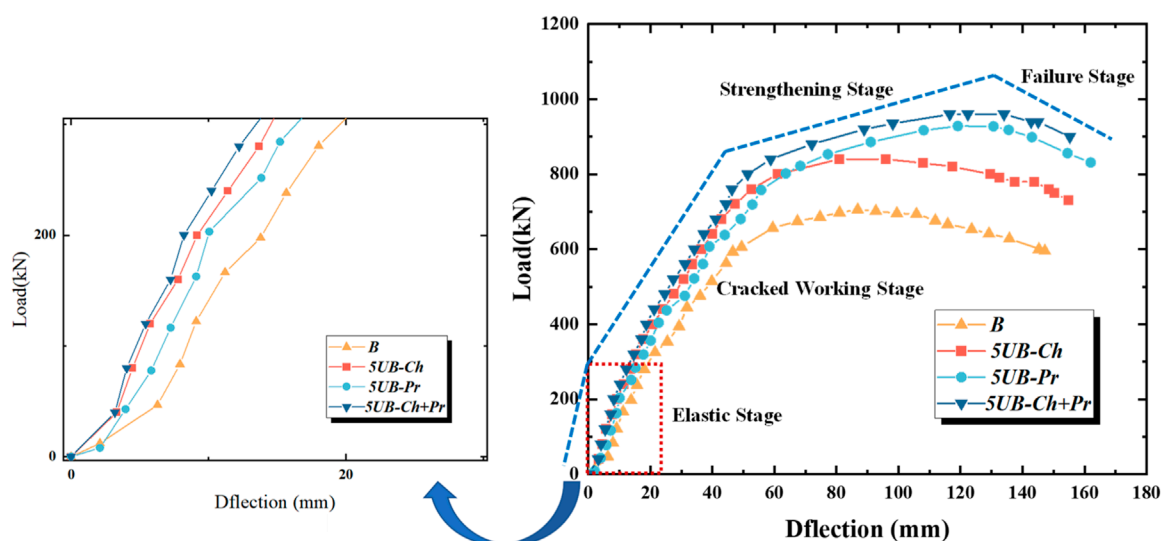 Load(kN)
200
0
0
20
Dflection (mm)
B
5UB-Ch
5UB-Pr
5UB-Ch+Pr
Load(kN)
1200
1000
800
600
400
200
0
0
20
40
60
80
100
120
140
160
180
Dflection (mm)
Strengthening Stage
Failure Stage
Cracked Working Stage
Elastic Stage
B
5UB-Ch
5UB-Pr
5UB-Ch+Pr